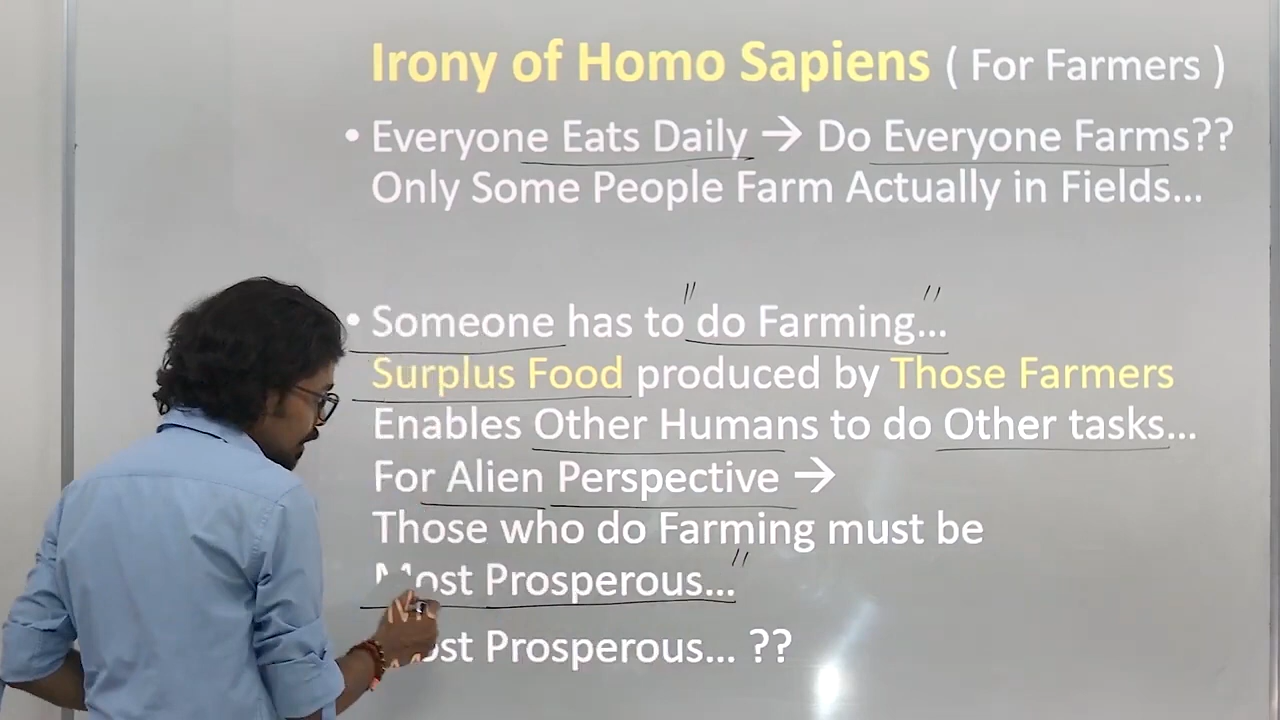 Irony of Homo Sapiens ( For Farmers )
• Everyone Eats Daily → Do Everyone Farms??
Only Some People Farm Actually in Fields...
• Someone has to "do Farming..."
Surplus Food produced by Those Farmers
Enables Other Humans to do Other tasks...
For Alien Perspective →
Those who do Farming must be
Most Prosperous..."
Most Prosperous... ??